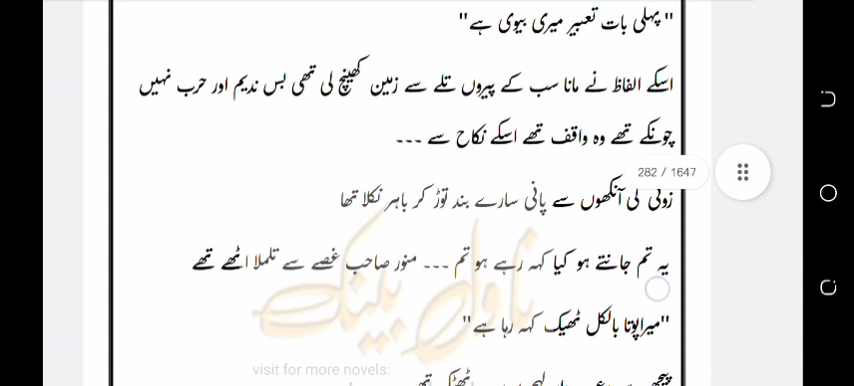 " پہلی بات تعبیر میری بیوی ہے"
اسکے الفاظ نے مانا سب کے پیروں تلے سے زمین کھینچ لی تھی بس ندیم اور حرب نہیں
چونکے تھے وہ واقف تھے اسکے نکاح سے ---
282 / 1647
زوئی کی آنکھوں سے پانی سارے بند توڑ کر باہر نکلا تھا
یہ تم جانتے ہو کیا کہہ رہے ہو تم --- منور صاحب غصے سے تلملا اٹھے تھے
"میرا پوتا بالکل ٹھیک کہہ رہا ہے"
ناول بینک
visit for more novels: